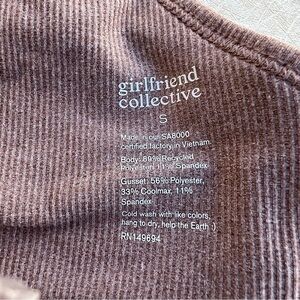 girlfriend
collective
S
Made in our SA8000
certified factory in Vietnam
Body: 89% Recycled
polyester 11% Spandex
Gusset: 56% Polyester,
33% Coolmax, 11%
Spandex
Cold wash with like colors,
hang to dry, help the Earth :)
RN149694